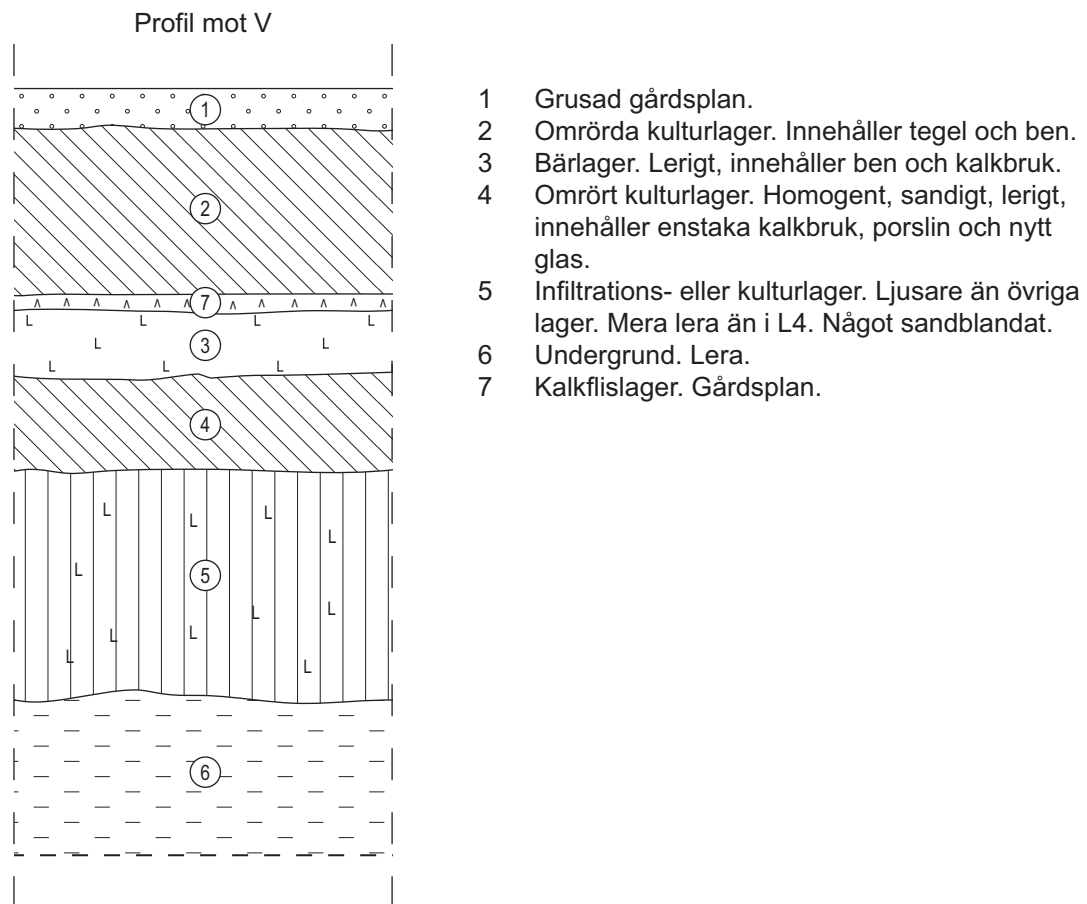 Profil mot V
1 Grusad gårdsplan.
2 Omrörda kulturlager. Innehåller tegel och ben.
3 Bärlager. Lerigt, innehåller ben och kalkbruk.
4 Omrört kulturlager. Homogent, sandigt, lerigt,
innehåller enstaka kalkbruk, porslin och nytt
glas.
5 Infiltrations- eller kulturlager. Ljusare än övriga
lager. Mera lera än i L4. Något sandblandat.
6 Undergrund. Lera.
7 Kalkflislager. Gårdsplan.
1
2
7
L L L L
3
L L
L L L
4
L L
L L
L
5
L
L L
L L
L L
6